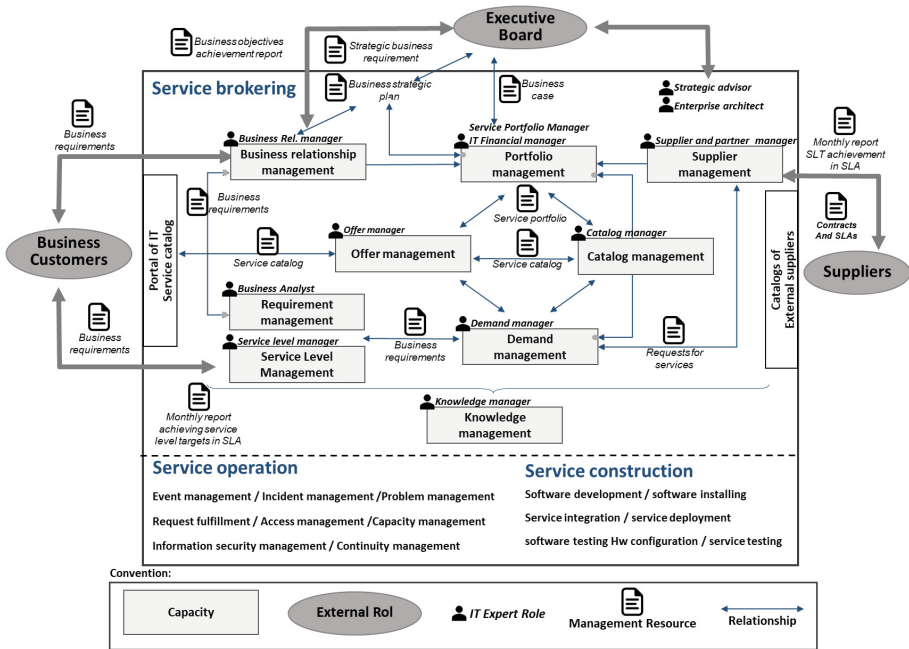 Executive
Board
Business objectives
achievement report
Strategic business
requirement
Service brokering
Business strategic
plan
Business
case
Strategic advisor
Enterprise architect
Business
requirements
Business Rel. manager
Business relationship
management
Service Portfolio Manager
IT Financial manager
Portfolio
management
Supplier and partner manager
Supplier
management
Monthly report
SLT achievement
in SLA
Business
requirements
Service portfolio
Contracts
And SLAs
Business
Customers
Portal of IT
Service catalog
Service catalog
Offer manager
Offer management
Service catalog
Catalog manager
Catalog management
Catalogs of
External suppliers
Suppliers
Business Analyst
Requirement
management
Business
requirements
Service level manager
Service Level
Management
Business
requirements
Demand manager
Demand
management
Requests for
services
Monthly report
achieving service
level targets in SLA
Knowledge manager
Knowledge
management
Service operation
Event management / Incident management /Problem management
Request fulfillment / Access management /Capacity management
Information security management / Continuity management
Service construction
Software development / software installing
Service integration / service deployment
software testing Hw configuration / service testing
Convention:
Capacity
External Rol
IT Expert Role
Management Resource
Relationship